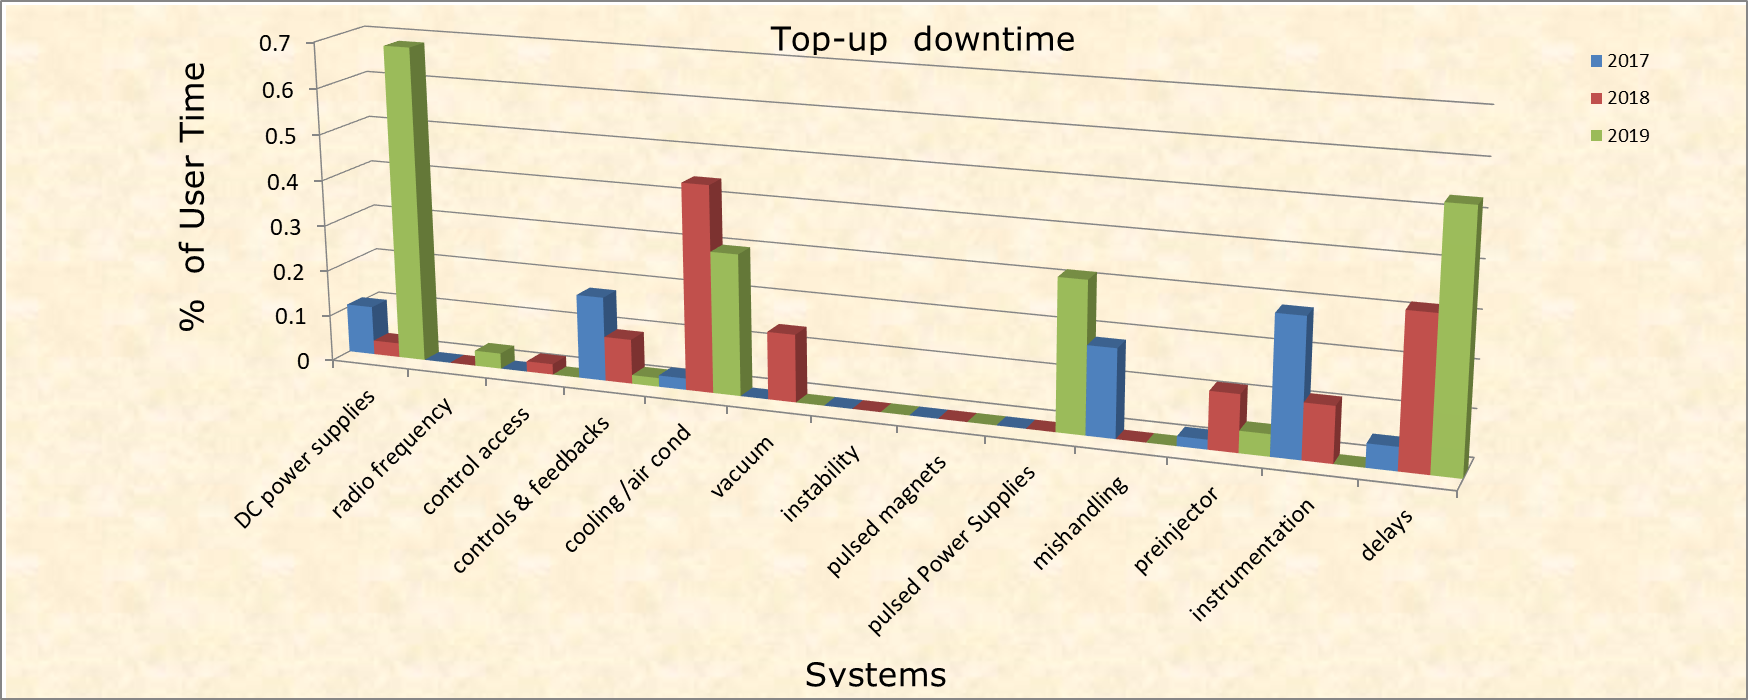 Top-up downtime
% of User Time
0.7
0.6
0.5
0.4
0.3
0.2
0.1
0
2017
2018
2019
DC power supplies
radio frequency
control access
controls & feedbacks
cooling /air cond
vacuum
instability
pulsed magnets
pulsed Power Supplies
mishandling
preinjector
instrumentation
delays
Systems